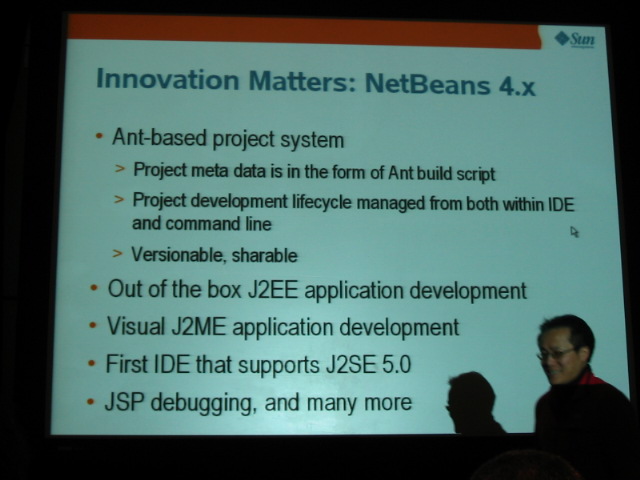 Sun
Innovation Matters: NetBeans 4.x
• Ant-based project system
> Project meta data is in the form of Ant build script
> Project development lifecycle managed from both within IDE
and command line
> Versionable, sharable
• Out of the box J2EE application development
• Visual J2ME application development
• First IDE that supports J2SE 5.0
• JSP debugging, and many more